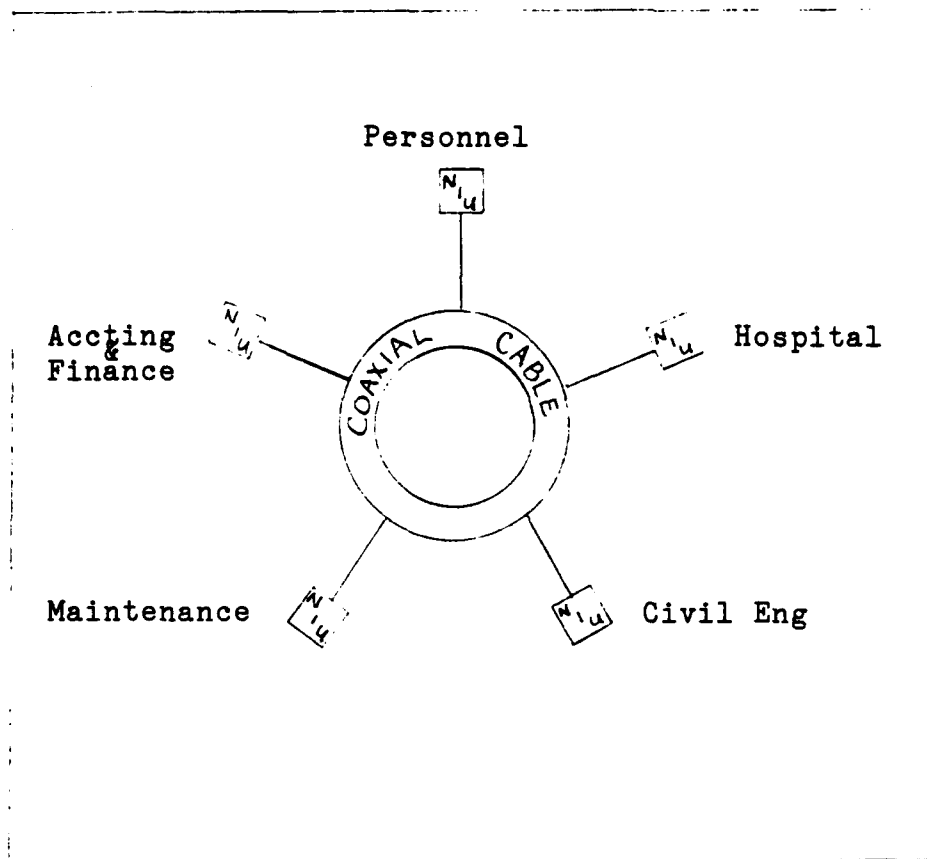 Personnel
NIU
Accting
&
Finance
NIU
COAXIAL CABLE
NIU
Hospital
Maintenance
NIU
NIU
Civil Eng